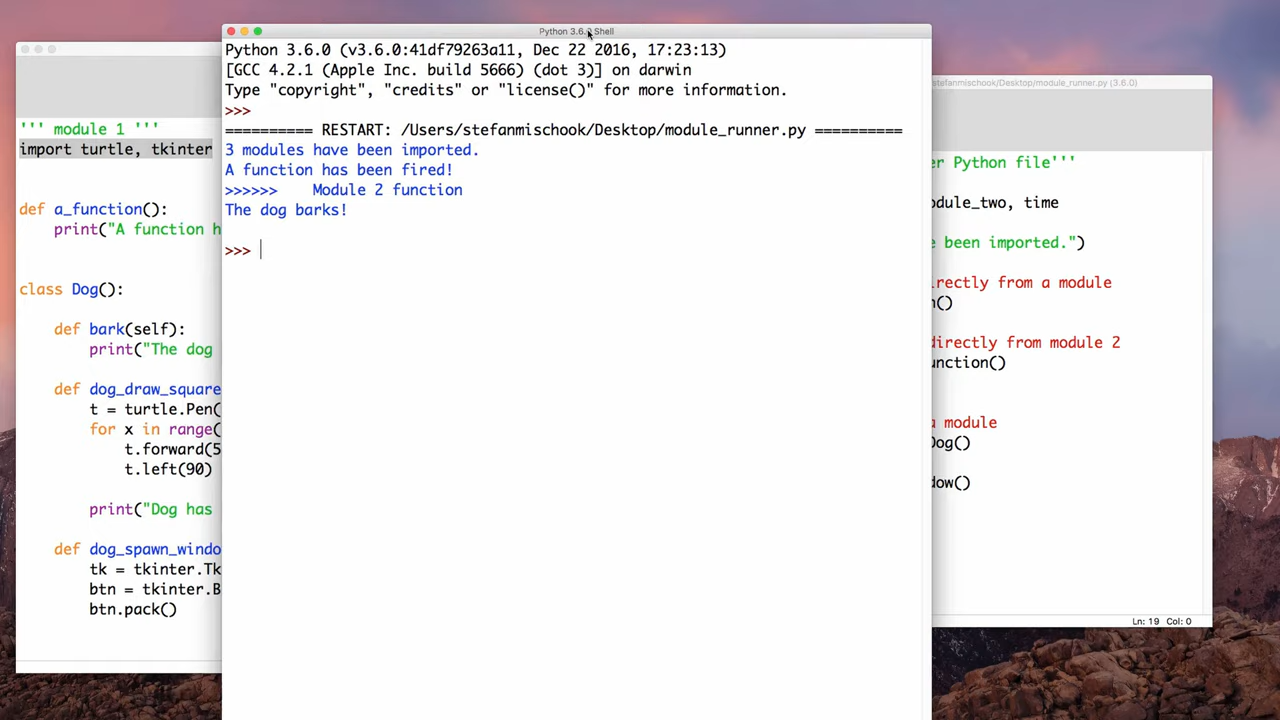 Python 3.6.0 Shell
Python 3.6.0 (v3.6.0:41df79263a11, Dec 22 2016, 17:23:13)
[GCC 4.2.1 (Apple Inc. build 5666) (dot 3)] on darwin
Type "copyright", "credits" or "license()" for more information.
>>>
========== RESTART: /Users/stefanmischook/Desktop/module_runner.py ==========
3 modules have been imported.
A function has been fired!
>>>>>>    Module 2 function
The dog barks!
>>>
''' module 1 '''
import turtle, tkinter
def a_function():
    print("A function h
class Dog():
    def bark(self):
        print("The dog
    def dog_draw_square
        t = turtle.Pen(
        for x in range(
            t.forward(5
            t.left(90)
        print("Dog has
    def dog_spawn_windo
        tk = tkinter.Tk
        btn = tkinter.B
        btn.pack()
stefanmischook/Desktop/module_runner.py (3.6.0)
er Python file'''
odule_two, time
e been imported.")
irectly from a module
n()
directly from module 2
unction()
a module
Dog()
dow()
Ln: 19 Col: 0